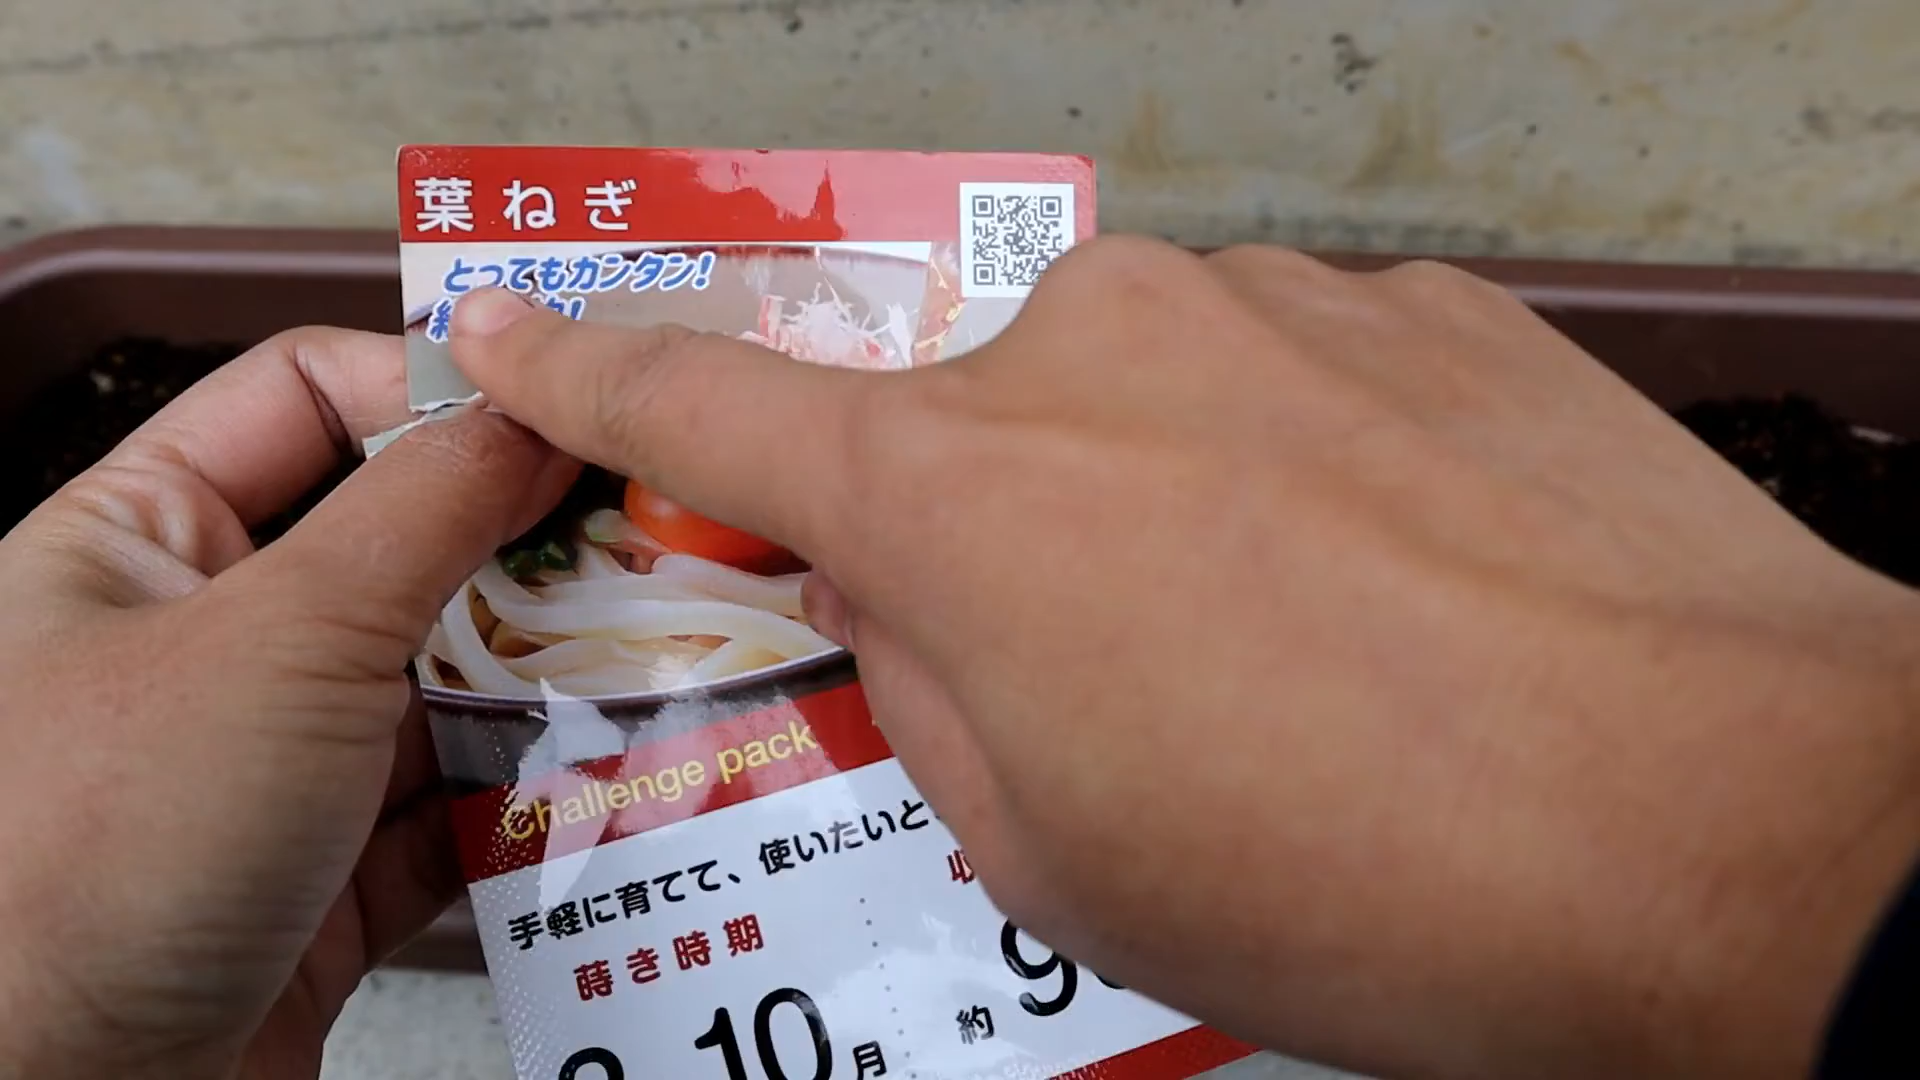 葉ねぎ
とってもカンタン!
Challenge pack
手軽に育てて、使いたいと
蒔き時期
10月
約9